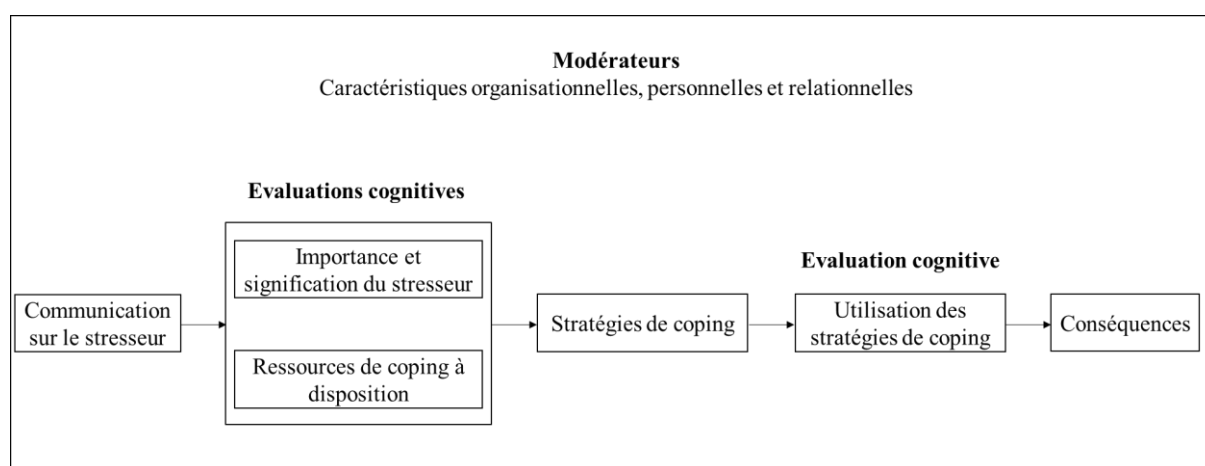 Modérateurs
Caractéristiques organisationnelles, personnelles et relationnelles
Evaluations cognitives
Importance et
signification du stresseur
Ressources de coping à
disposition
Communication
sur le stresseur
Stratégies de coping
Evaluation cognitive
Utilisation des
stratégies de coping
Conséquences